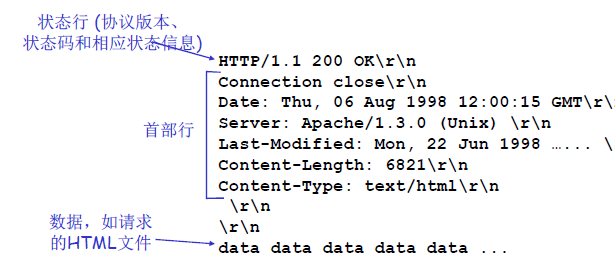 状态行 (协议版本、
状态码和相应状态信息)
HTTP/1.1 200 OK\r\n
Connection close\r\n
Date: Thu, 06 Aug 1998 12:00:15 GMT\r\
Server: Apache/1.3.0 (Unix) \r\n
Last-Modified: Mon, 22 Jun 1998 …... \
Content-Length: 6821\r\n
Content-Type: text/html\r\n
\r\n
\r\n
data data data data data ...
首部行
数据，如请求
的HTML文件